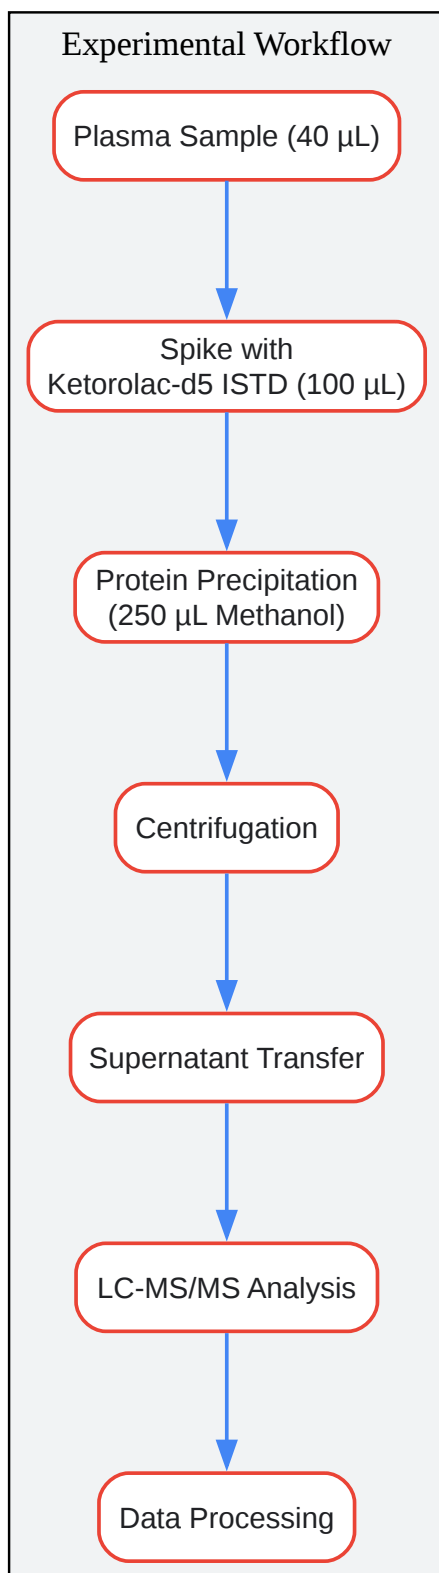 Experimental Workflow
Plasma Sample (40 µL)
Spike with
Ketorolac-d5 ISTD (100 µL)
Protein Precipitation
(250 µL Methanol)
Centrifugation
Supernatant Transfer
LC-MS/MS Analysis
Data Processing